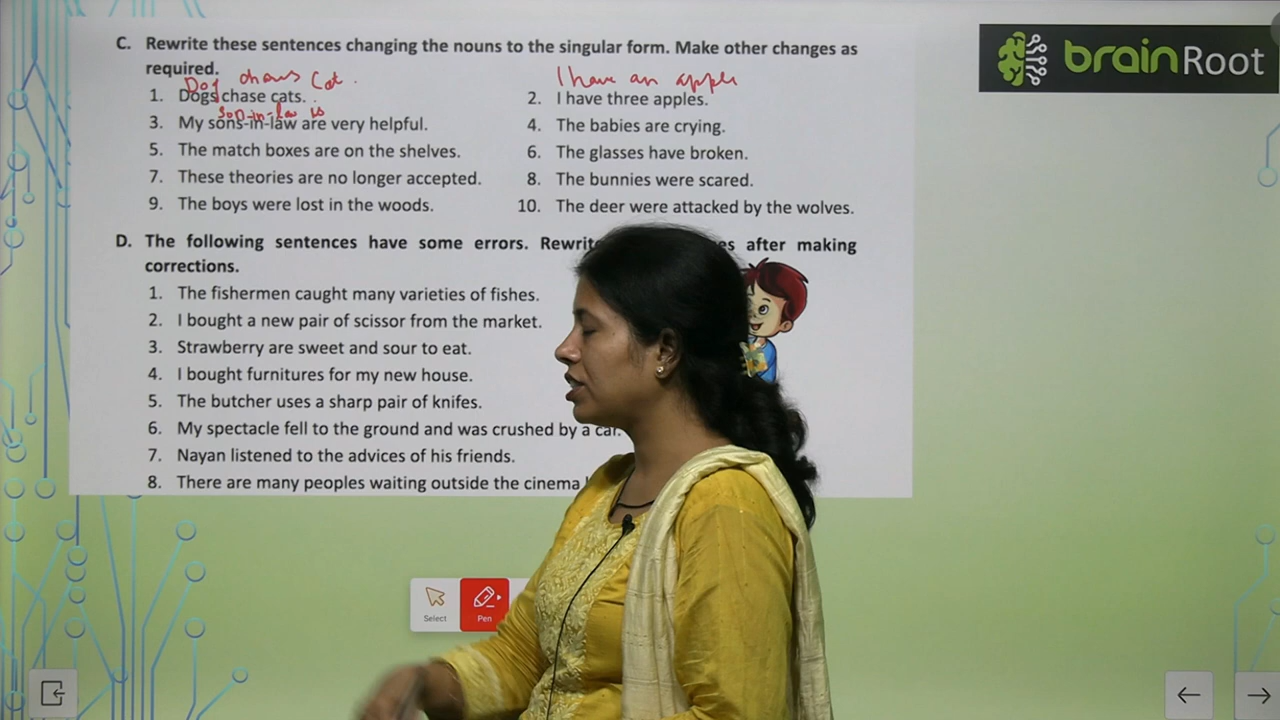 brainRoot
C. Rewrite these sentences changing the nouns to the singular form. Make other changes as
required.
Dog chases Cat.
I have an apple
1. Dogs chase cats.
2. I have three apples.
son-in-law is
3. My sons-in-law are very helpful.
4. The babies are crying.
5. The match boxes are on the shelves.
6. The glasses have broken.
7. These theories are no longer accepted.
8. The bunnies were scared.
9. The boys were lost in the woods.
10. The deer were attacked by the wolves.
D. The following sentences have some errors. after making
corrections.
1. The fishermen caught many varieties of fishes.
2. I bought a new pair of scissor from the market.
3. Strawberry are sweet and sour to eat.
4. I bought furnitures for my new house.
5. The butcher uses a sharp pair of knifes.
6. My spectacle fell to the ground and was crushed by a car.
7. Nayan listened to the advices of his friends.
8. There are many peoples waiting outside the cinema
Select
Pen